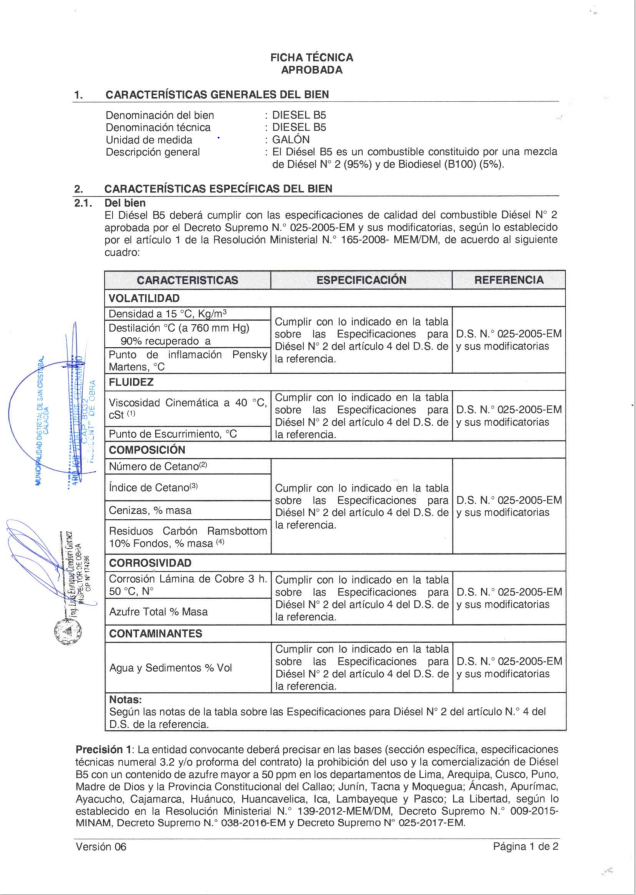 FICHA TÉCNICA
APROBADA
1. CARACTERÍSTICAS GENERALES DEL BIEN
Denominación del bien : DIESEL B5
Denominación técnica : DIESEL B5
Unidad de medida : GALÓN
Descripción general : El Diésel B5 es un combustible constituido por una mezcla
de Diésel N° 2 (95%) y de Biodiesel (B100) (5%).
2. CARACTERÍSTICAS ESPECÍFICAS DEL BIEN
2.1. Del bien
El Diésel B5 deberá cumplir con las especificaciones de calidad del combustible Diésel N° 2
aprobada por el Decreto Supremo N.° 025-2005-EM y sus modificatorias, según lo establecido
por el artículo 1 de la Resolución Ministerial N.° 165-2008- MEM/DM, de acuerdo al siguiente
cuadro:
CARACTERISTICAS ESPECIFICACIÓN REFERENCIA
VOLATILIDAD
Densidad a 15 °C, Kg/m³
Destilación °C (a 760 mm Hg)
90% recuperado a
Punto de inflamación Pensky
Martens, °C
Cumplir con lo indicado en la tabla
sobre las Especificaciones para
Diésel N° 2 del artículo 4 del D.S. de
la referencia.
D.S. N.° 025-2005-EM
y sus modificatorias
FLUIDEZ
Viscosidad Cinemática a 40 °C,
cSt (1)
Punto de Escurrimiento, °C
Cumplir con lo indicado en la tabla
sobre las Especificaciones para
Diésel N° 2 del artículo 4 del D.S. de
la referencia.
D.S. N.° 025-2005-EM
y sus modificatorias
COMPOSICIÓN
Número de Cetano(2)
Índice de Cetano(3)
Cenizas, % masa
Residuos Carbón Ramsbottom
10% Fondos, % masa (4)
Cumplir con lo indicado en la tabla
sobre las Especificaciones para
Diésel N° 2 del artículo 4 del D.S. de
la referencia.
D.S. N.° 025-2005-EM
y sus modificatorias
CORROSIVIDAD
Corrosión Lámina de Cobre 3 h.
50 °C, N°
Azufre Total % Masa
Cumplir con lo indicado en la tabla
sobre las Especificaciones para
Diésel N° 2 del artículo 4 del D.S. de
la referencia.
D.S. N.° 025-2005-EM
y sus modificatorias
CONTAMINANTES
Agua y Sedimentos % Vol
Cumplir con lo indicado en la tabla
sobre las Especificaciones para
Diésel N° 2 del artículo 4 del D.S. de
la referencia.
D.S. N.° 025-2005-EM
y sus modificatorias
Notas:
Según las notas de la tabla sobre las Especificaciones para Diésel N° 2 del artículo N.° 4 del
D.S. de la referencia.
Precisión 1: La entidad convocante deberá precisar en las bases (sección específica, especificaciones
técnicas numeral 3.2 y/o proforma del contrato) la prohibición del uso y la comercialización de Diésel
B5 con un contenido de azufre mayor a 50 ppm en los departamentos de Lima, Arequipa, Cusco, Puno,
Madre de Dios y la Provincia Constitucional del Callao; Junín, Tacna y Moquegua; Áncash, Apurímac,
Ayacucho, Cajamarca, Huánuco, Huancavelica, Ica, Lambayeque y Pasco; La Libertad, según lo
establecido en la Resolución Ministerial N.° 139-2012-MEM/DM, Decreto Supremo N.° 009-2015-
MINAM, Decreto Supremo N.° 038-2016-EM y Decreto Supremo N° 025-2017-EM.
Versión 06 Página 1 de 2
MUNICIPALIDAD DISTRITAL DE SAN CRISTOBAL
CALACOA
RESIDENTE DE OBRA
INSPECTOR DE OBRA
CIP N° 174286